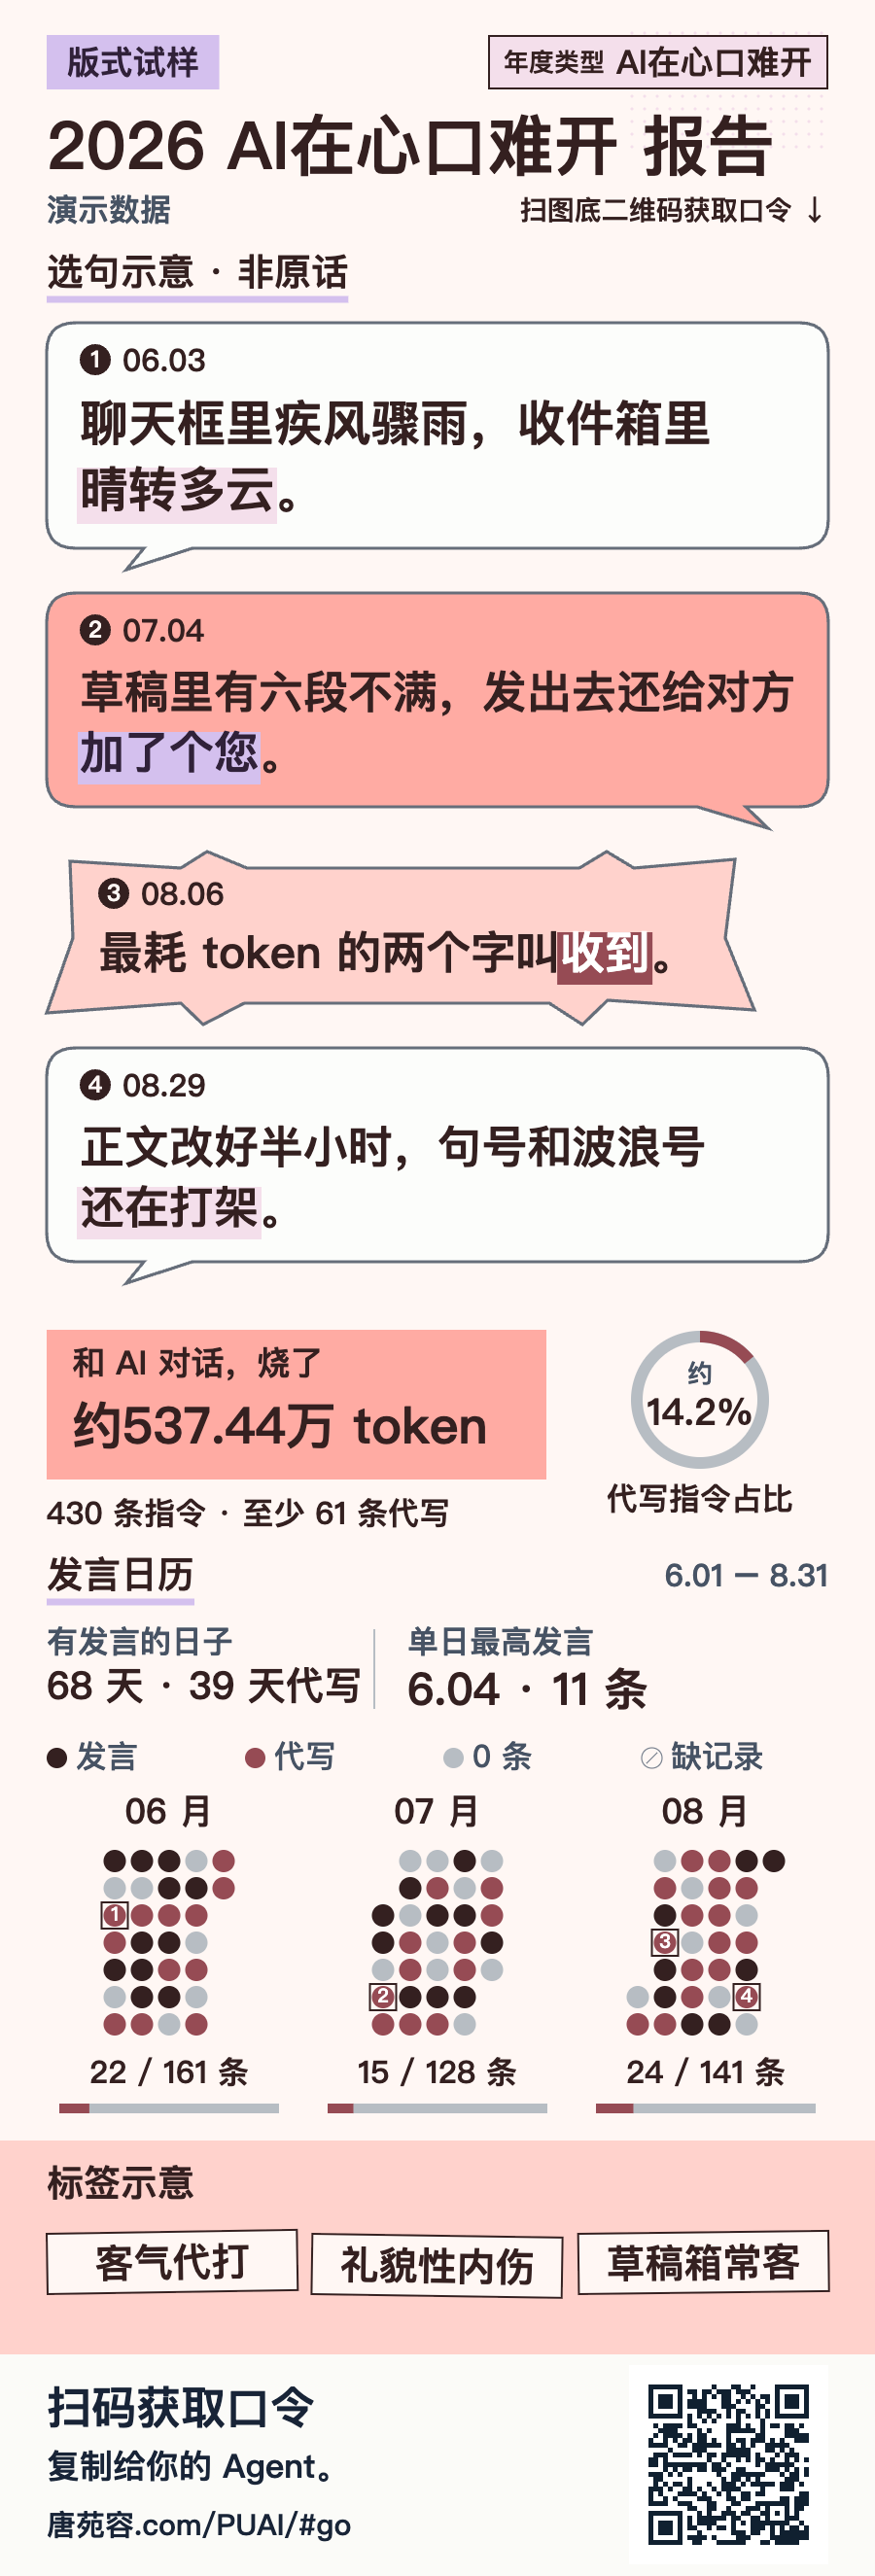 版式试样
年度类型 AI在心口难开
2026 AI在心口难开 报告
演示数据
扫图底二维码获取口令 ↓
选句示意 · 非原话
1 06.03
聊天框里疾风骤雨，收件箱里
晴转多云。
2 07.04
草稿里有六段不满，发出去还给对方
加了个您。
3 08.06
最耗 token 的两个字叫收到。
4 08.29
正文改好半小时，句号和波浪号
还在打架。
和 AI 对话，烧了
约537.44万 token
约
14.2%
代写指令占比
430 条指令 · 至少 61 条代写
发言日历
6.01 — 8.31
有发言的日子
68 天 · 39 天代写
单日最高发言
6.04 · 11 条
发言
代写
0 条
缺记录
06 月
07 月
08 月
1
3
2
4
22 / 161 条
15 / 128 条
24 / 141 条
标签示意
客气代打
礼貌性内伤
草稿箱常客
扫码获取口令
复制给你的 Agent。
唐苑容.com/PUAI/#go